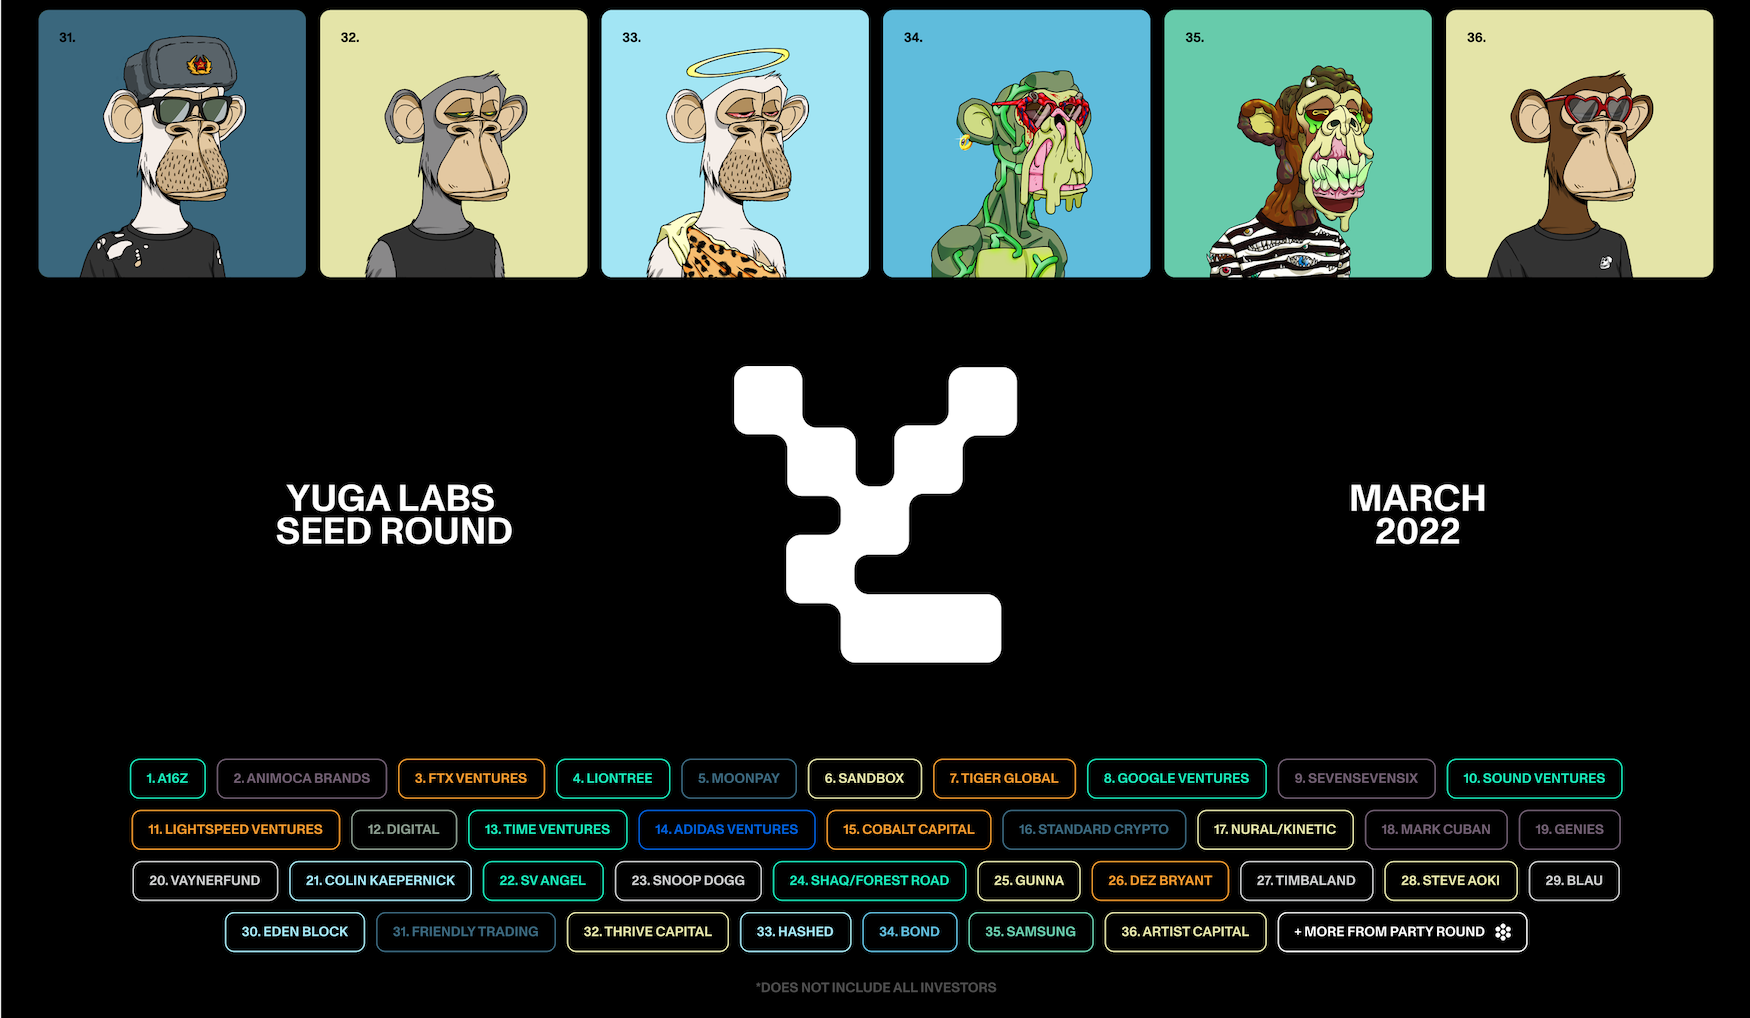 31.
32.
33.
34.
35.
36.
YUGA LABS
SEED ROUND
MARCH
2022
1. A16Z
2. ANIMOCA BRANDS
3. FTX VENTURES
4. LIONTREE
5. MOONPAY
6. SANDBOX
7. TIGER GLOBAL
8. GOOGLE VENTURES
9. SEVENSEVENSIX
10. SOUND VENTURES
11. LIGHTSPEED VENTURES
12. DIGITAL
13. TIME VENTURES
14. ADIDAS VENTURES
15. COBALT CAPITAL
16. STANDARD CRYPTO
17. NURAL/KINETIC
18. MARK CUBAN
19. GENIES
20. VAYNERFUND
21. COLIN KAEPERNICK
22. SV ANGEL
23. SNOOP DOGG
24. SHAQ/FOREST ROAD
25. GUNNA
26. DEZ BRYANT
27. TIMBALAND
28. STEVE AOKI
29. BLAU
30. EDEN BLOCK
31. FRIENDLY TRADING
32. THRIVE CAPITAL
33. HASHED
34. BOND
35. SAMSUNG
36. ARTIST CAPITAL
+ MORE FROM PARTY ROUND
*DOES NOT INCLUDE ALL INVESTORS